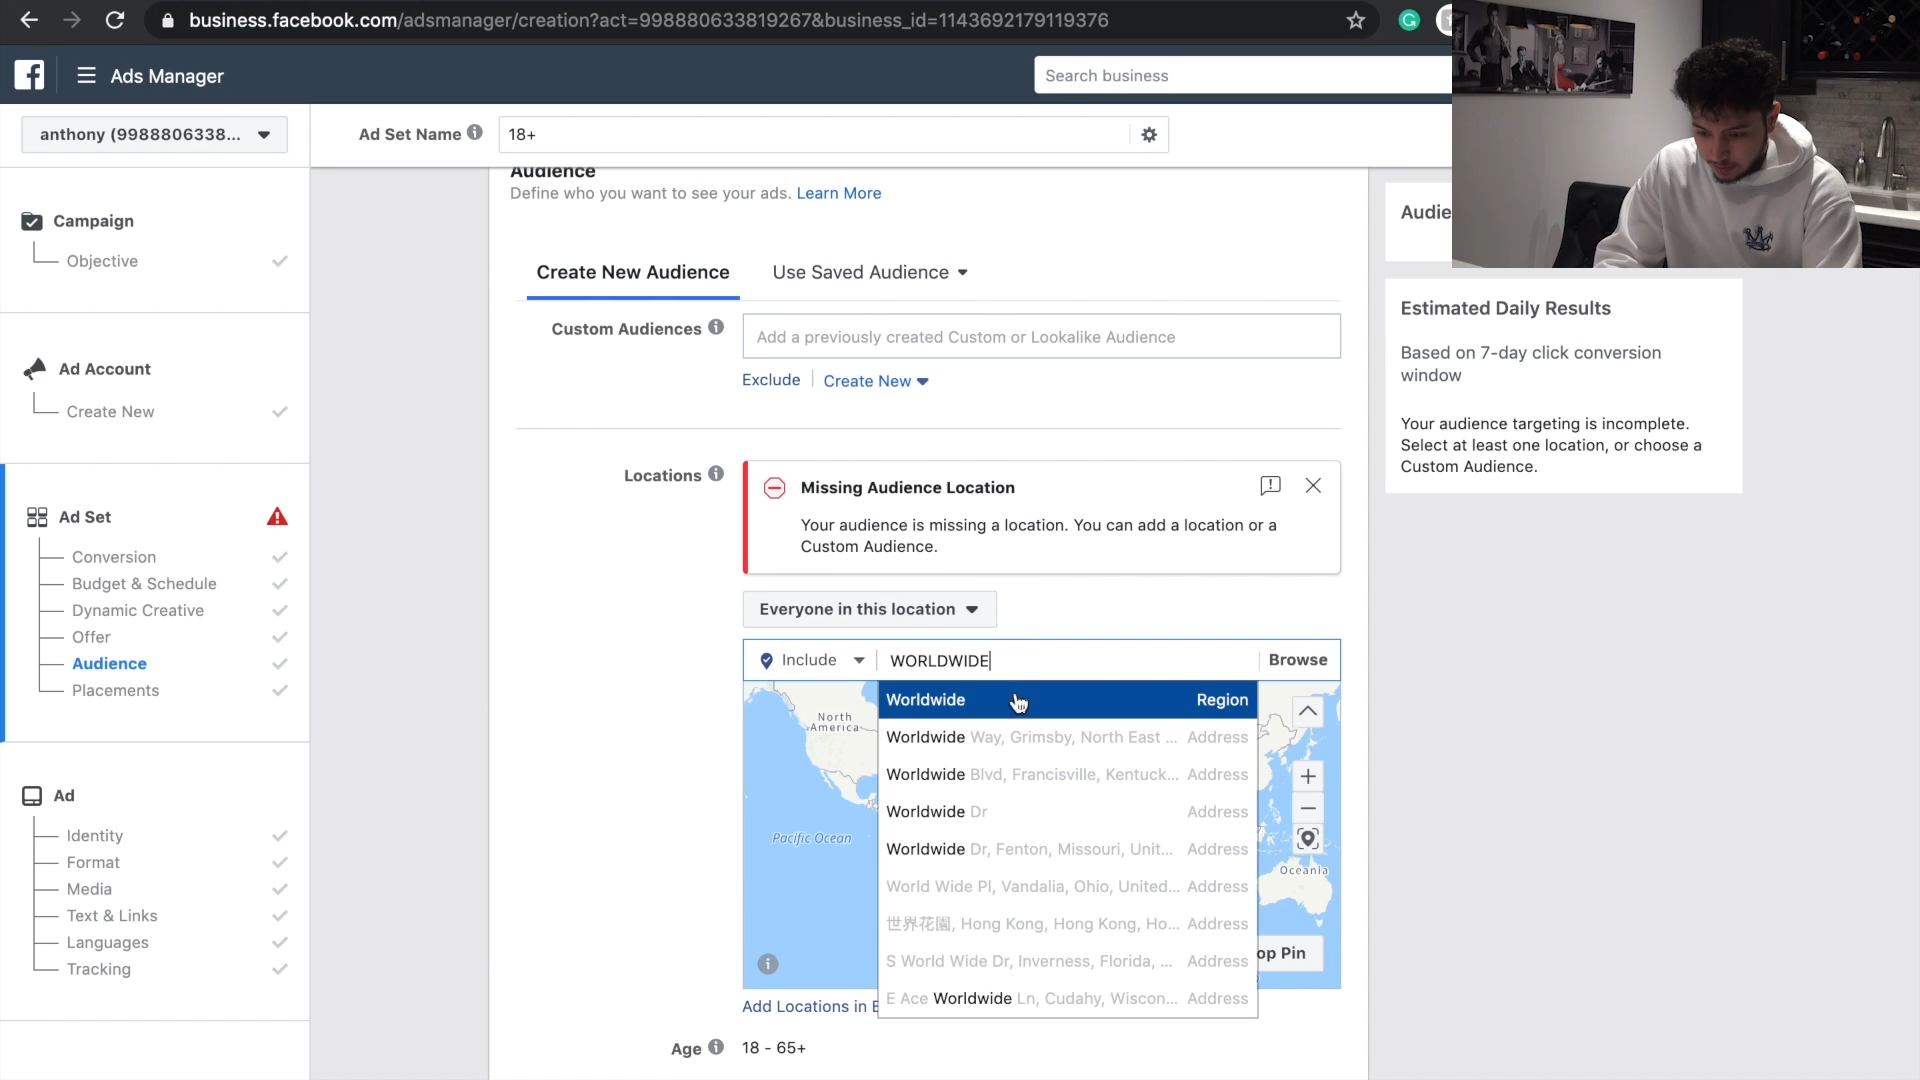 business.facebook.com/adsmanager/creation?act=998880633819267&business_id=1143692179119376
Ads Manager
Search business
anthony (9988806338...
Ad Set Name
18+
Audience
Define who you want to see your ads. Learn More
Campaign
Objective
Create New Audience
Use Saved Audience
Custom Audiences
Add a previously created Custom or Lookalike Audience
Exclude
Create New
Ad Account
Create New
Locations
Missing Audience Location
Your audience is missing a location. You can add a location or a
Custom Audience.
Everyone in this location
Include
WORLDWIDE
Browse
Worldwide Region
Worldwide Way, Grimsby, North East ... Address
Worldwide Blvd, Francisville, Kentuck... Address
Worldwide Dr Address
Worldwide Dr, Fenton, Missouri, Unit... Address
World Wide Pl, Vandalia, Ohio, United... Address
世界花園, Hong Kong, Hong Kong, Ho... Address
S World Wide Dr, Inverness, Florida, ... Address
E Ace Worldwide Ln, Cudahy, Wiscon... Address
North
America
Pacific Ocean
Oceania
op Pin
Add Locations in B
Age
18 - 65+
Ad Set
Conversion
Budget & Schedule
Dynamic Creative
Offer
Audience
Placements
Ad
Identity
Format
Media
Text & Links
Languages
Tracking
Audie
Estimated Daily Results
Based on 7-day click conversion
window
Your audience targeting is incomplete.
Select at least one location, or choose a
Custom Audience.